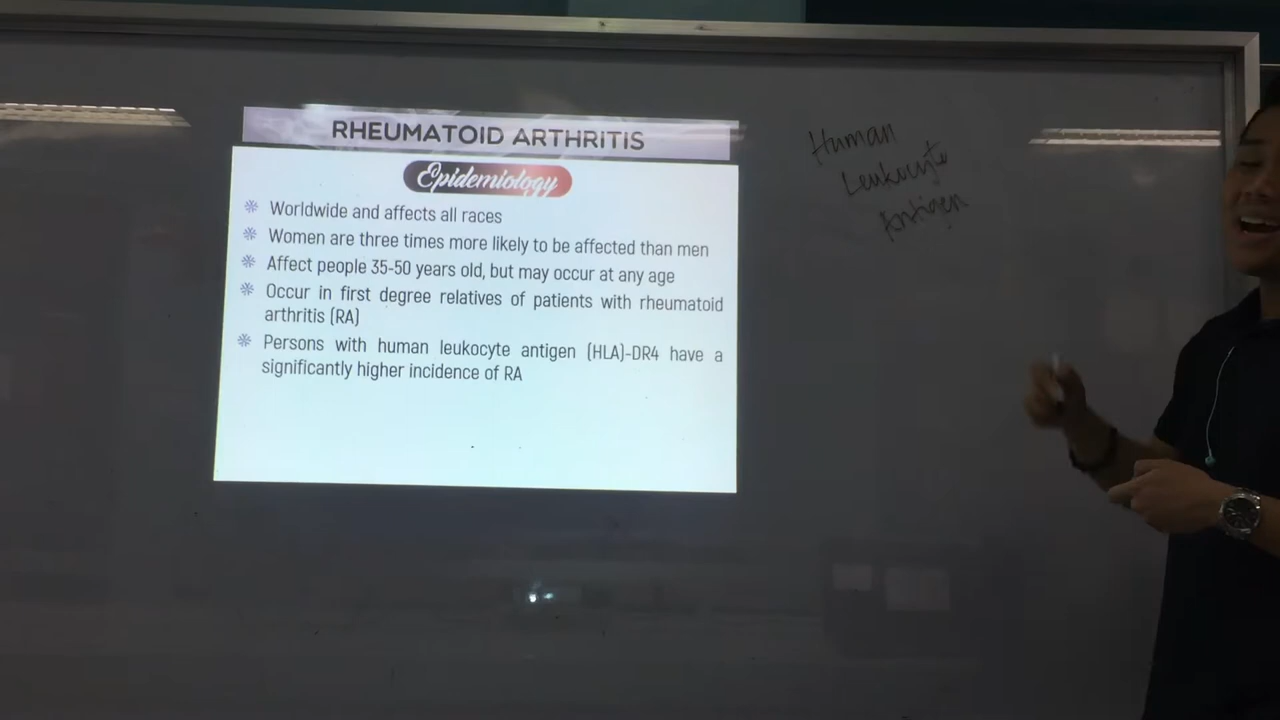 RHEUMATOID ARTHRITIS
Epidemiology
Worldwide and affects all races
Women are three times more likely to be affected than men
Affect people 35-50 years old, but may occur at any age
Occur in first degree relatives of patients with rheumatoid
arthritis (RA)
Persons with human leukocyte antigen (HLA)-DR4 have a
significantly higher incidence of RA
Human
Leukocyte
Antigen